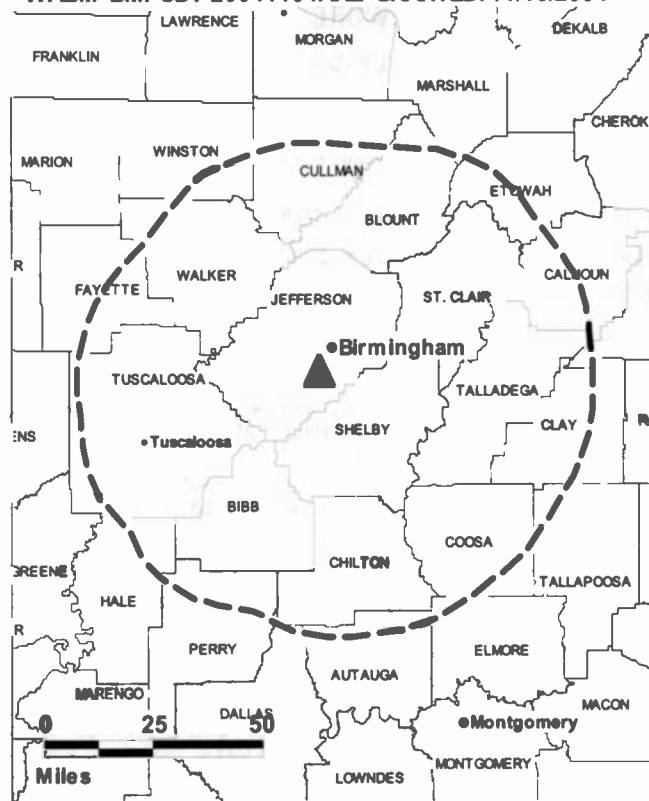 LAWRENCE
MORGAN
DEKALB
FRANKLIN
MARSHALL
CHEROK
MARION
WINSTON
CULLMAN
ETOWAH
BLOUNT
R
FAYETTE
WALKER
JEFFERSON
ST. CLAIR
CALHOUN
Birmingham
TUSCALOOSA
TALLADEGA
ENS
Tuscaloosa
SHELBY
CLAY
BIBB
CHILTON
COOSA
GREENE
HALE
TALLAPOOSA
R
PERRY
ELMORE
AUTAUGA
MARENGO
DALLAS
MACON
0 25 50
Montgomery
Miles
LOWNDES
MONTGOMERY